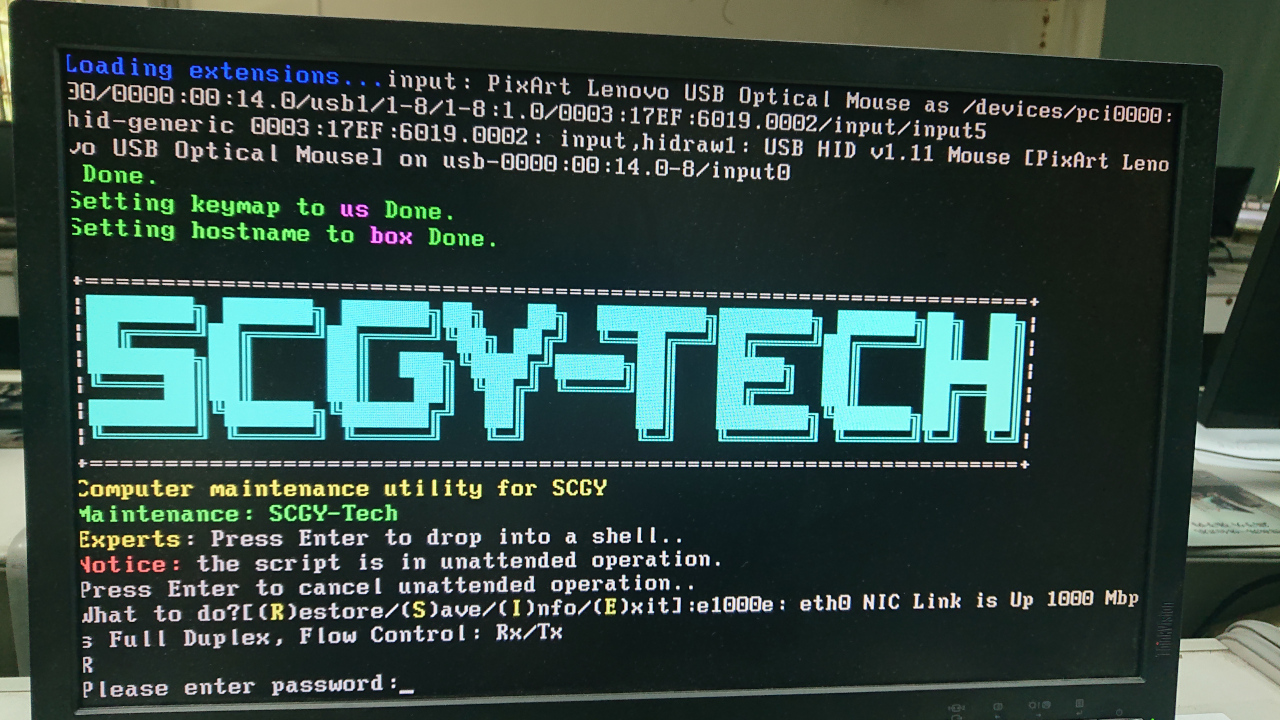 Loading extensions...input: PixArt Lenovo USB Optical Mouse as /devices/pci0000:
00/0000:00:14.0/usb1/1-8/1-8:1.0/0003:17EF:6019.0002/input/input5
hid-generic 0003:17EF:6019.0002: input,hidraw1: USB HID v1.11 Mouse [PixArt Leno
vo USB Optical Mouse] on usb-0000:00:14.0-8/input0
 Done.
Setting keymap to us Done.
Setting hostname to box Done.
SCGY-TECH
Computer maintenance utility for SCGY
Maintenance: SCGY-Tech
Experts: Press Enter to drop into a shell..
Notice: the script is in unattended operation.
Press Enter to cancel unattended operation..
What to do?[(R)estore/(S)ave/(I)nfo/(E)xit]:e1000e: eth0 NIC Link is Up 1000 Mbp
s Full Duplex, Flow Control: Rx/Tx
R
Please enter password:_